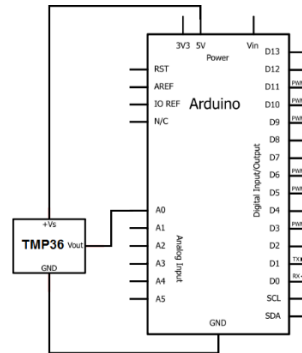 3V3 5V Vin
Power
D13
RST D12
AREF D11 PWM
IO REF D10 PWM
N/C Arduino D9 PWM
D8
D7
D6 PWM
D5 PWM
A0 D4
A1 D3 PWM
A2 D2
A3 D1 TX
A4 D0 RX
A5 SCL
SDA
Digital Input/Output
Analog Input
+Vs
TMP36 Vout
GND
GND